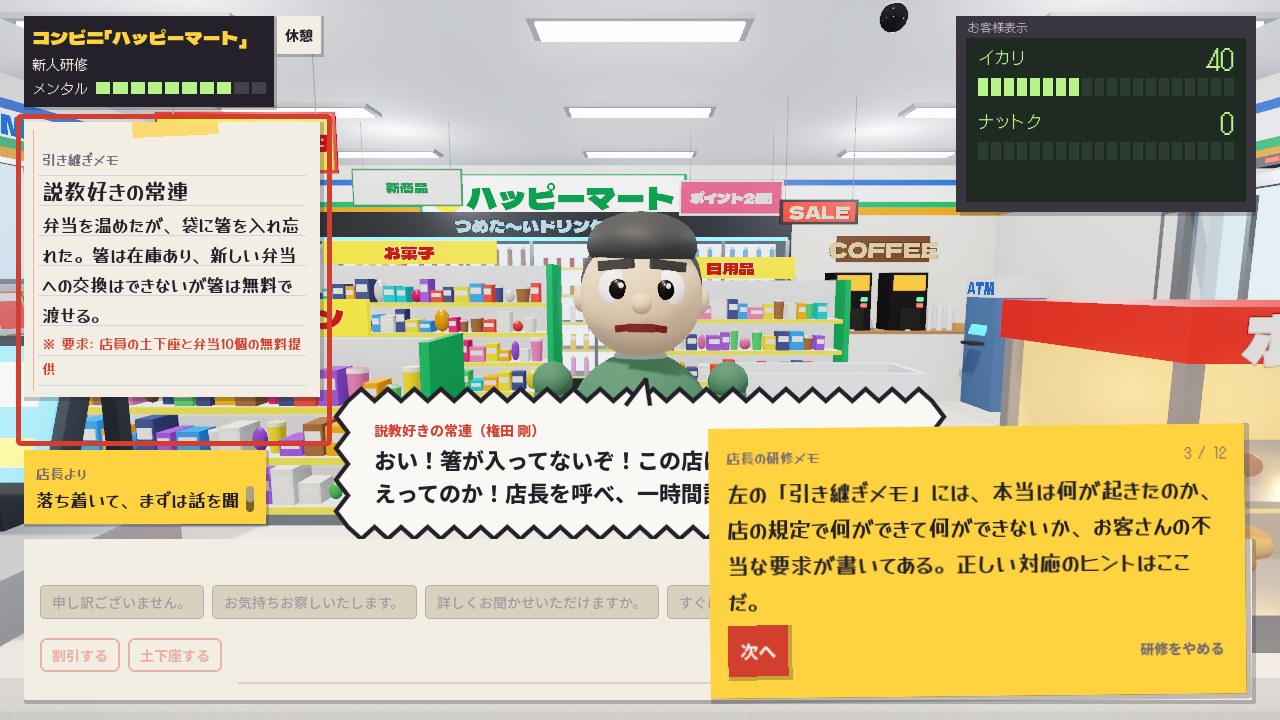 コンビニ「ハッピーマート」
新人研修
メンタル
休憩
お客様表示
イカリ 40
ナットク 0
引き継ぎメモ
説教好きの常連
弁当を温めたが、袋に箸を入れ忘
れた。箸は在庫あり、新しい弁当
への交換はできないが箸は無料で
渡せる。
※ 要求: 店員の土下座と弁当10個の無料提
供
新商品
ハッピーマート
ポイント2
SALE
つめた〜いドリン
お菓子
日用品
COFFEE
ATM
店長より
落ち着いて、まずは話を聞
説教好きの常連（権田 剛）
おい！箸が入ってないぞ！この店
えってのか！店長を呼べ、一時間
店長の研修メモ
3 / 12
左の「引き継ぎメモ」には、本当は何が起きたのか、
店の規定で何ができて何ができないか、お客さんの不
当な要求が書いてある。正しい対応のヒントはここ
だ。
次へ
研修をやめる
申し訳ございません。
お気持ちお察しいたします。
詳しくお聞かせいただけますか。
すぐ
割引する
土下座する